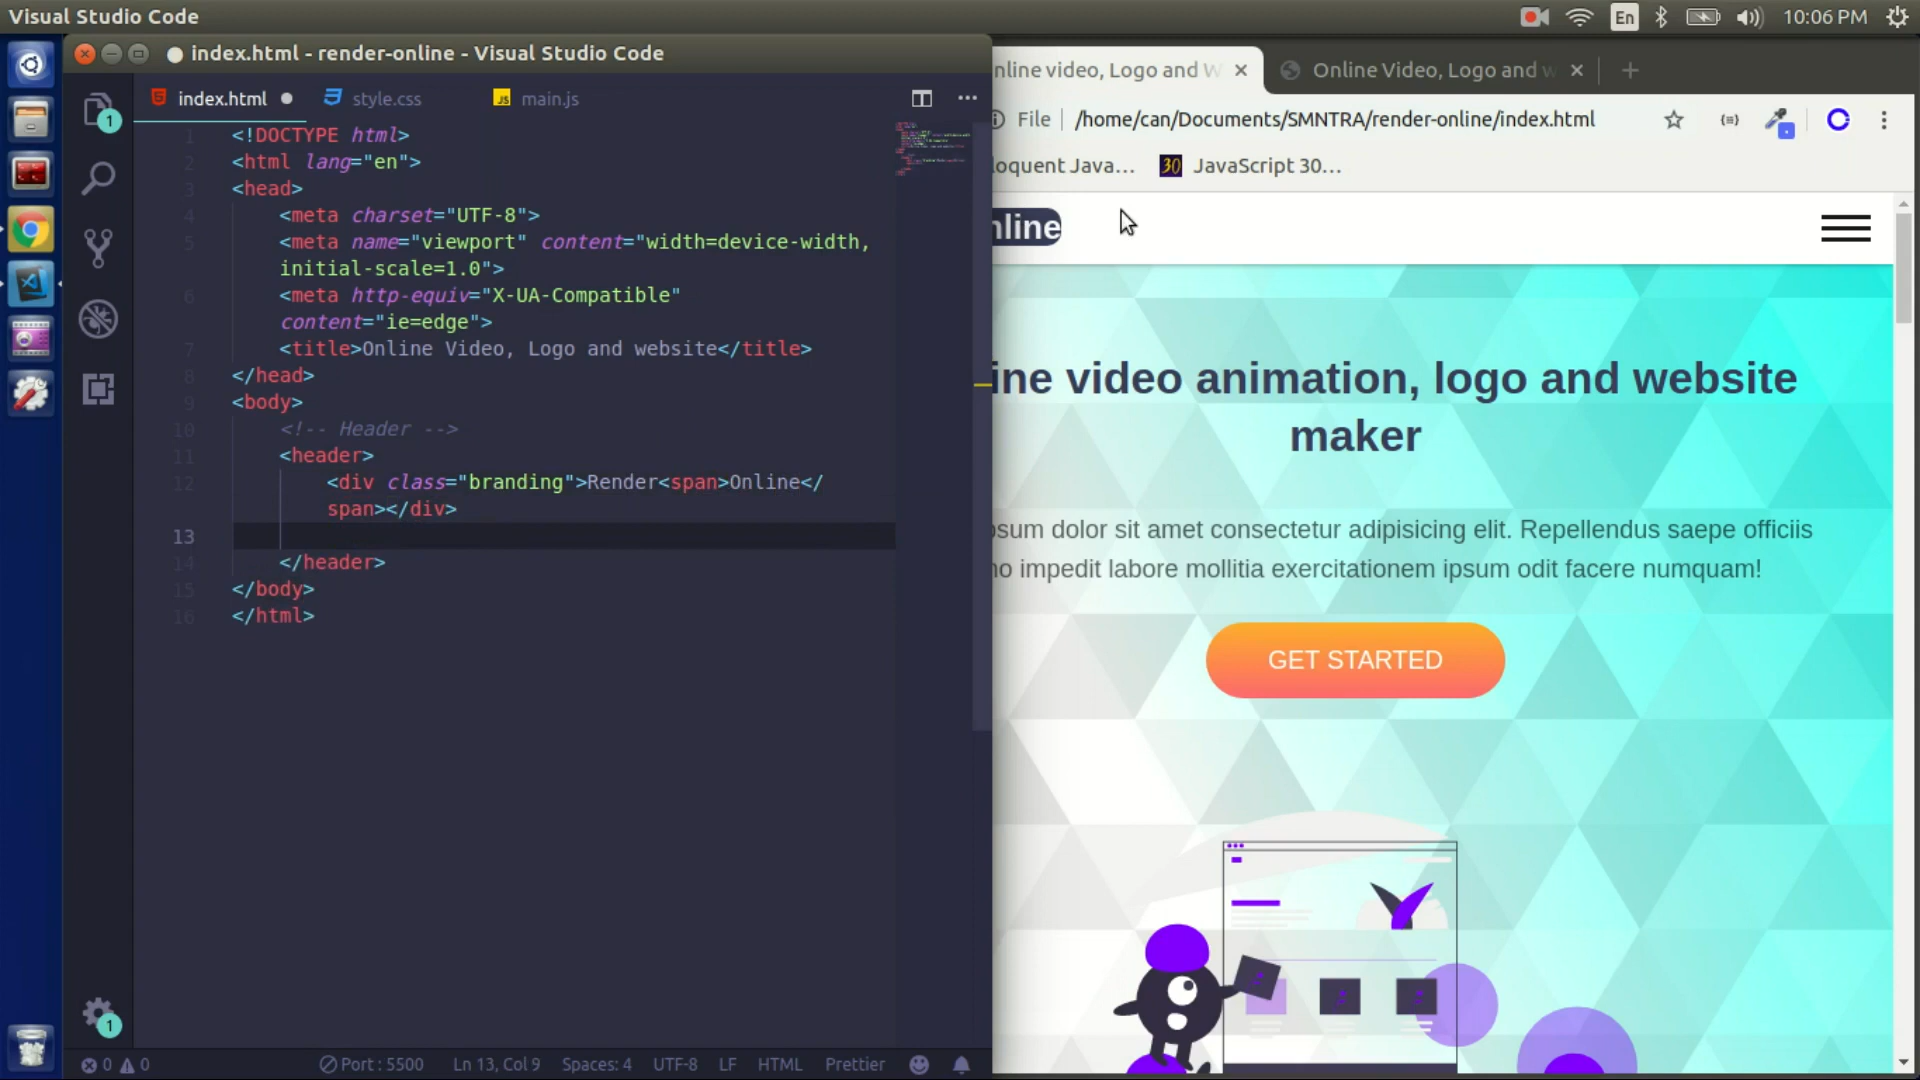 Visual Studio Code
En
10:06 PM
index.html - render-online - Visual Studio Code
index.html
style.css
JS main.js
1 <!DOCTYPE html>
2 <html lang="en">
3 <head>
4 <meta charset="UTF-8">
5 <meta name="viewport" content="width=device-width,
initial-scale=1.0">
6 <meta http-equiv="X-UA-Compatible"
content="ie=edge">
7 <title>Online Video, Logo and website</title>
8 </head>
9 <body>
10 <!-- Header -->
11 <header>
12 <div class="branding">Render<span>Online</
span></div>
13
14 </header>
15 </body>
16 </html>
1
1
0 0
Port : 5500
Ln 13, Col 9
Spaces: 4
UTF-8
LF
HTML
Prettier
nline video, Logo and W
Online Video, Logo and w
File
/home/can/Documents/SMNTRA/render-online/index.html
loquent Java...
30 JavaScript 30...
nline
ine video animation, logo and website
maker
psum dolor sit amet consectetur adipisicing elit. Repellendus saepe officiis
no impedit labore mollitia exercitationem ipsum odit facere numquam!
GET STARTED